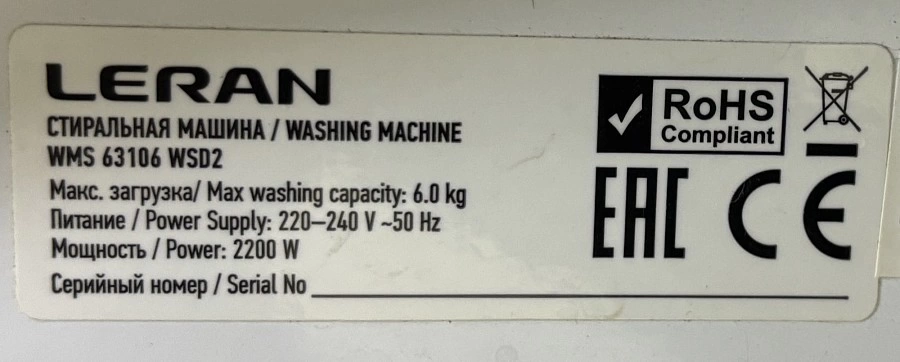 LERAN
СТИРАЛЬНАЯ МАШИНА / WASHING MACHINE
WMS 63106 WSD2
Макс. загрузка/ Max washing capacity: 6.0 kg
Питание / Power Supply: 220–240 V ~50 Hz
Мощность / Power: 2200 W
Серийный номер / Serial No
RoHS
Compliant
EAC CE